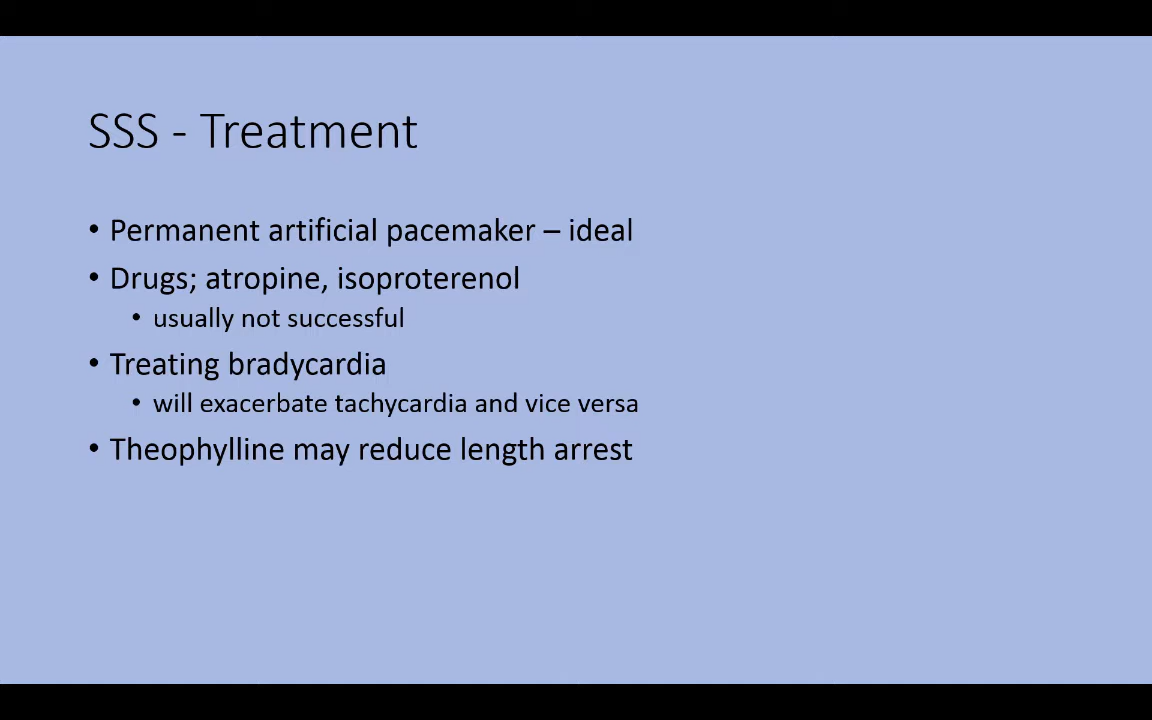 SSS - Treatment
• Permanent artificial pacemaker – ideal
• Drugs; atropine, isoproterenol
• usually not successful
• Treating bradycardia
• will exacerbate tachycardia and vice versa
• Theophylline may reduce length arrest